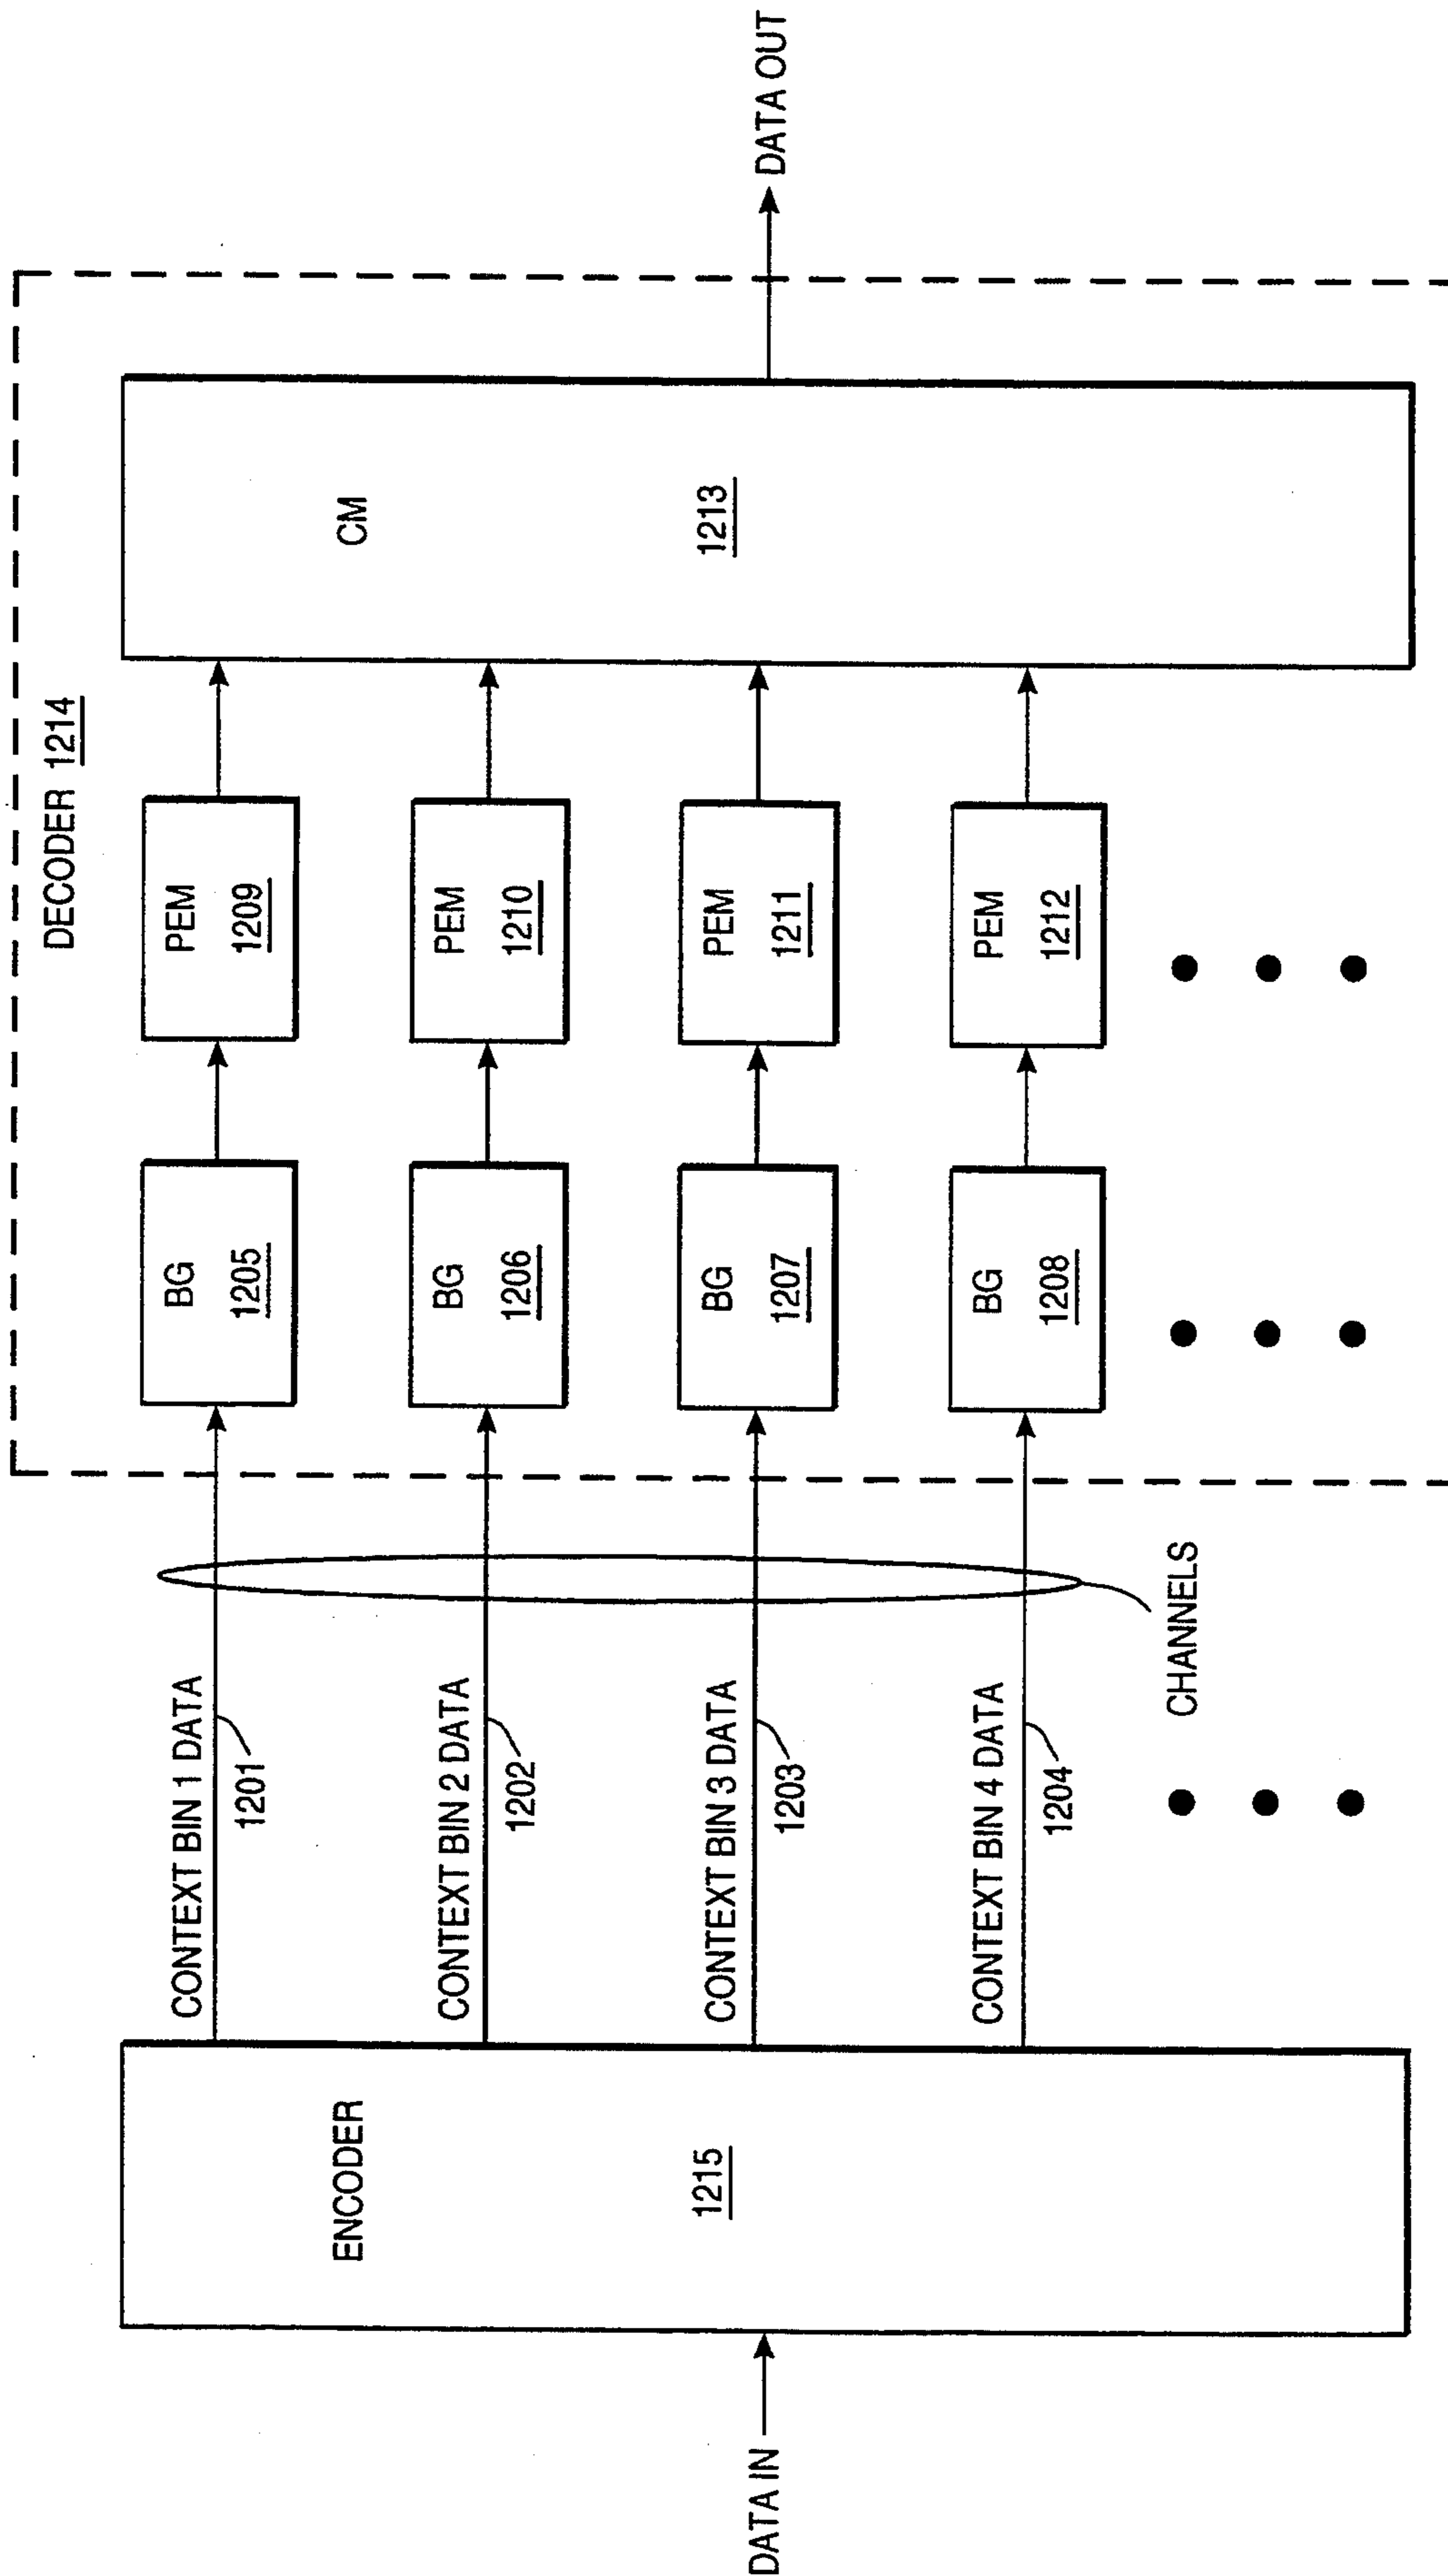 DATA IN
ENCODER
1215
CONTEXT BIN 1 DATA
1201
CONTEXT BIN 2 DATA
1202
CONTEXT BIN 3 DATA
1203
CONTEXT BIN 4 DATA
1204
CHANNELS
DECODER 1214
BG
1205
PEM
1209
BG
1206
PEM
1210
BG
1207
PEM
1211
BG
1208
PEM
1212
CM
1213
DATA OUT